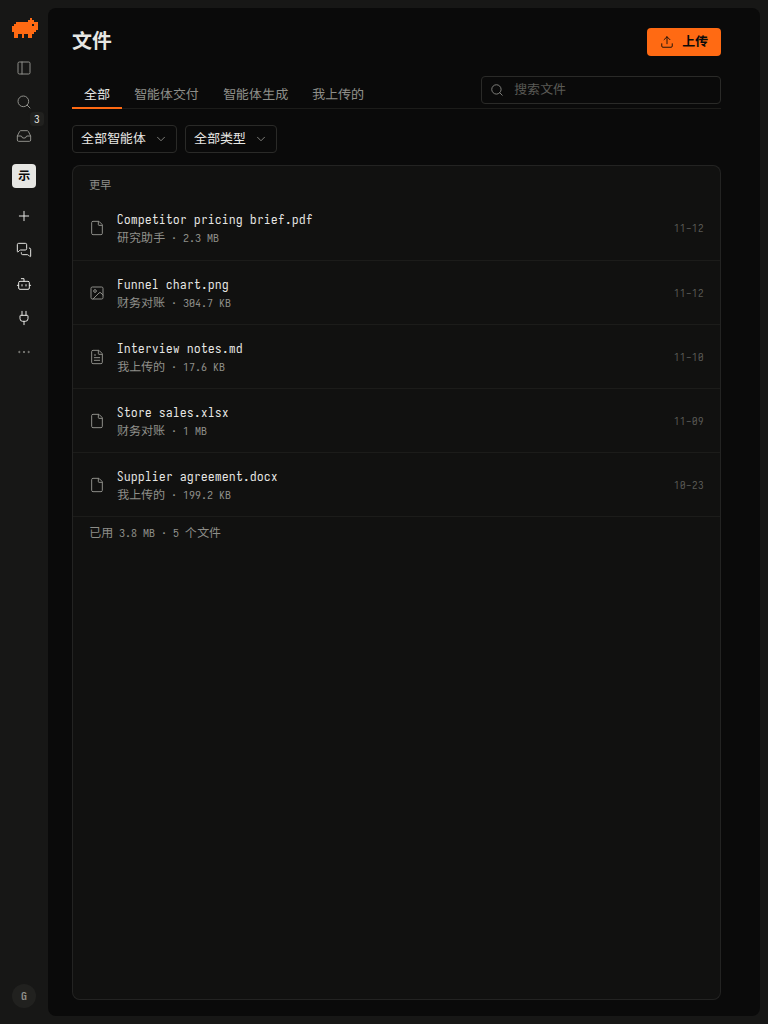 文件
上传
全部
智能体交付
智能体生成
我上传的
搜索文件
3
示
全部智能体
全部类型
更早
Competitor pricing brief.pdf
研究助手 · 2.3 MB
11-12
Funnel chart.png
财务对账 · 304.7 KB
11-12
Interview notes.md
我上传的 · 17.6 KB
11-10
Store sales.xlsx
财务对账 · 1 MB
11-09
Supplier agreement.docx
我上传的 · 199.2 KB
10-23
已用 3.8 MB · 5 个文件
G